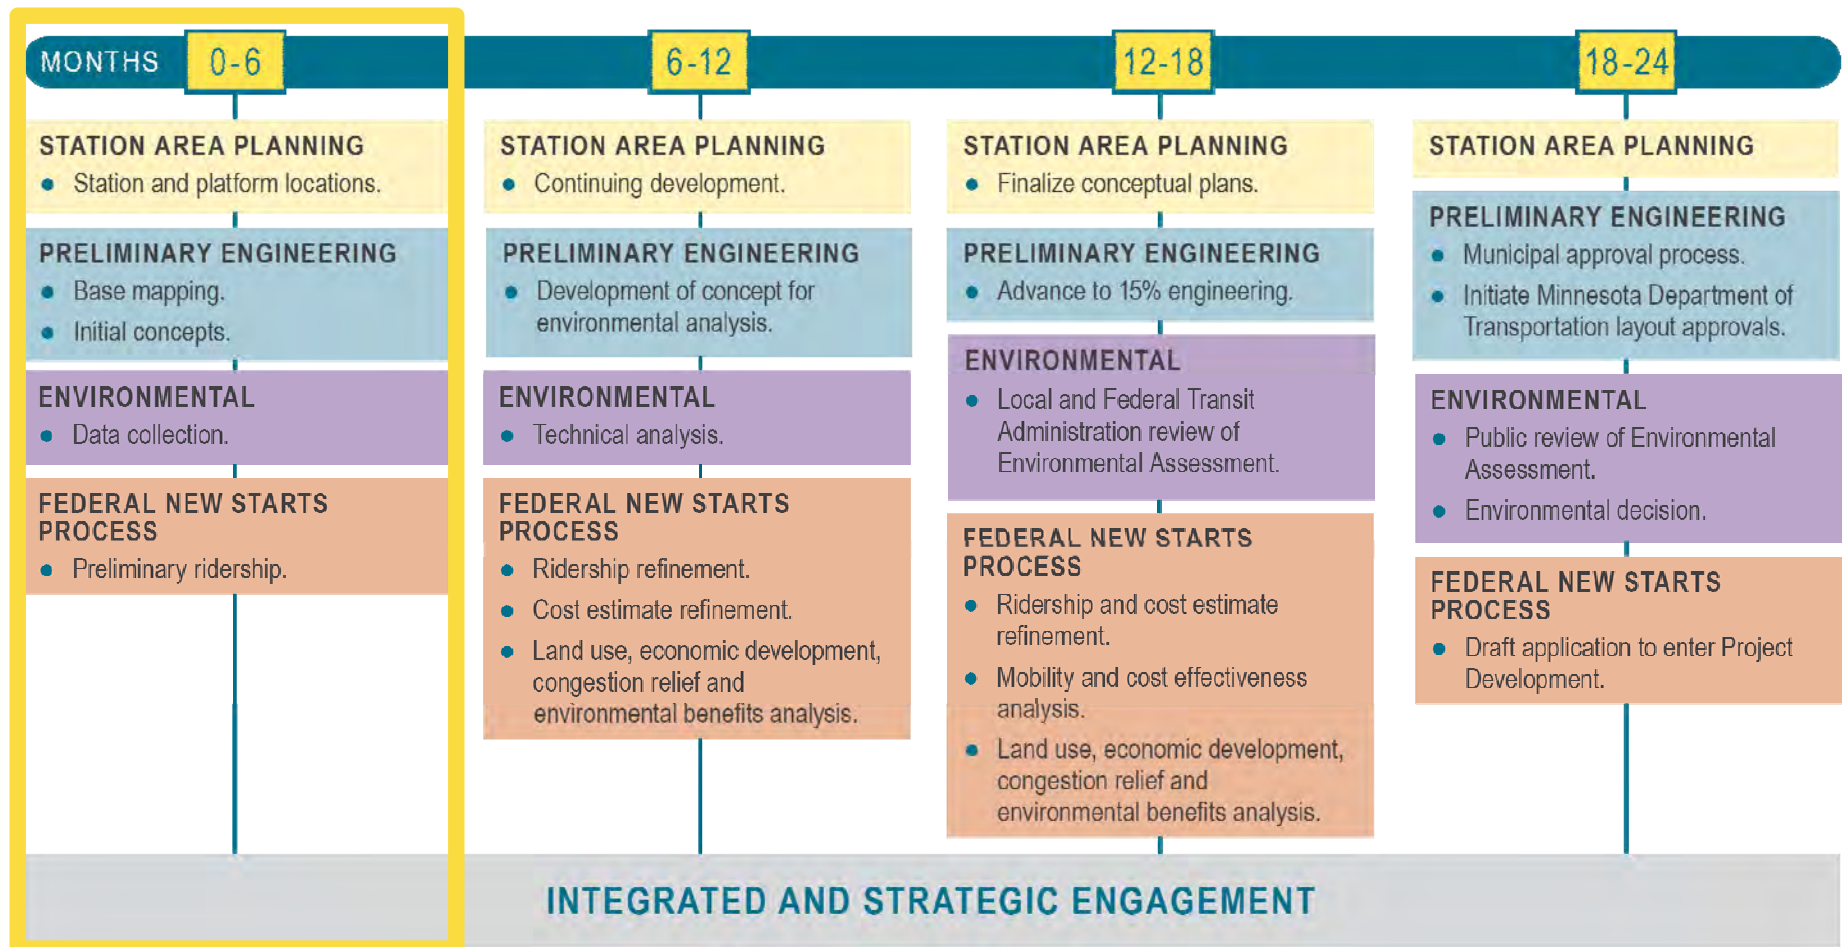 MONTHS 0-6 6-12 12-18 18-24
STATION AREA PLANNING
• Station and platform locations.
PRELIMINARY ENGINEERING
• Base mapping.
• Initial concepts.
ENVIRONMENTAL
• Data collection.
FEDERAL NEW STARTS
PROCESS
• Preliminary ridership.
STATION AREA PLANNING
• Continuing development.
PRELIMINARY ENGINEERING
• Development of concept for
environmental analysis.
ENVIRONMENTAL
• Technical analysis.
FEDERAL NEW STARTS
PROCESS
• Ridership refinement.
• Cost estimate refinement.
• Land use, economic development,
congestion relief and
environmental benefits analysis.
STATION AREA PLANNING
• Finalize conceptual plans.
PRELIMINARY ENGINEERING
• Advance to 15% engineering.
ENVIRONMENTAL
• Local and Federal Transit
Administration review of
Environmental Assessment.
FEDERAL NEW STARTS
PROCESS
• Ridership and cost estimate
refinement.
• Mobility and cost effectiveness
analysis.
• Land use, economic development,
congestion relief and
environmental benefits analysis.
STATION AREA PLANNING
PRELIMINARY ENGINEERING
• Municipal approval process.
• Initiate Minnesota Department of
Transportation layout approvals.
ENVIRONMENTAL
• Public review of Environmental
Assessment.
• Environmental decision.
FEDERAL NEW STARTS
PROCESS
• Draft application to enter Project
Development.
INTEGRATED AND STRATEGIC ENGAGEMENT